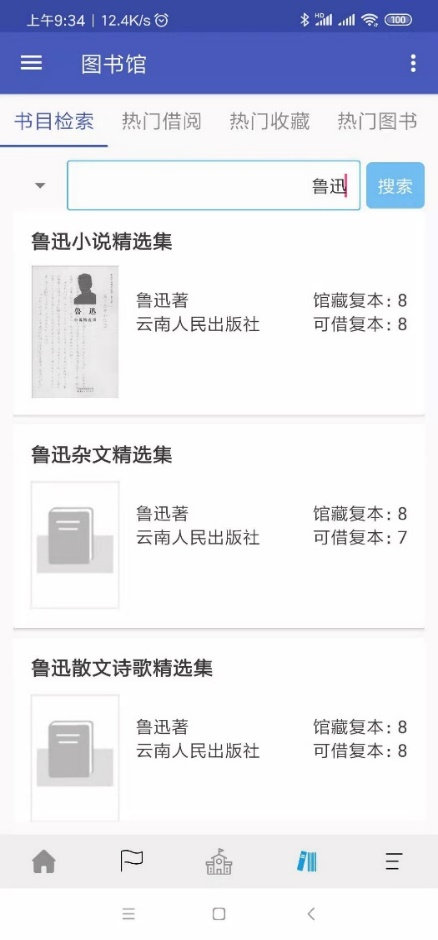 上午9:34 | 12.4K/s
HD
100
图书馆
书目检索 热门借阅 热门收藏 热门图书
鲁迅 搜索
鲁迅小说精选集
鲁迅
鲁迅著 馆藏复本: 8
云南人民出版社 可借复本: 8
鲁迅杂文精选集
鲁迅著 馆藏复本: 8
云南人民出版社 可借复本: 7
鲁迅散文诗歌精选集
鲁迅著 馆藏复本: 8
云南人民出版社 可借复本: 8